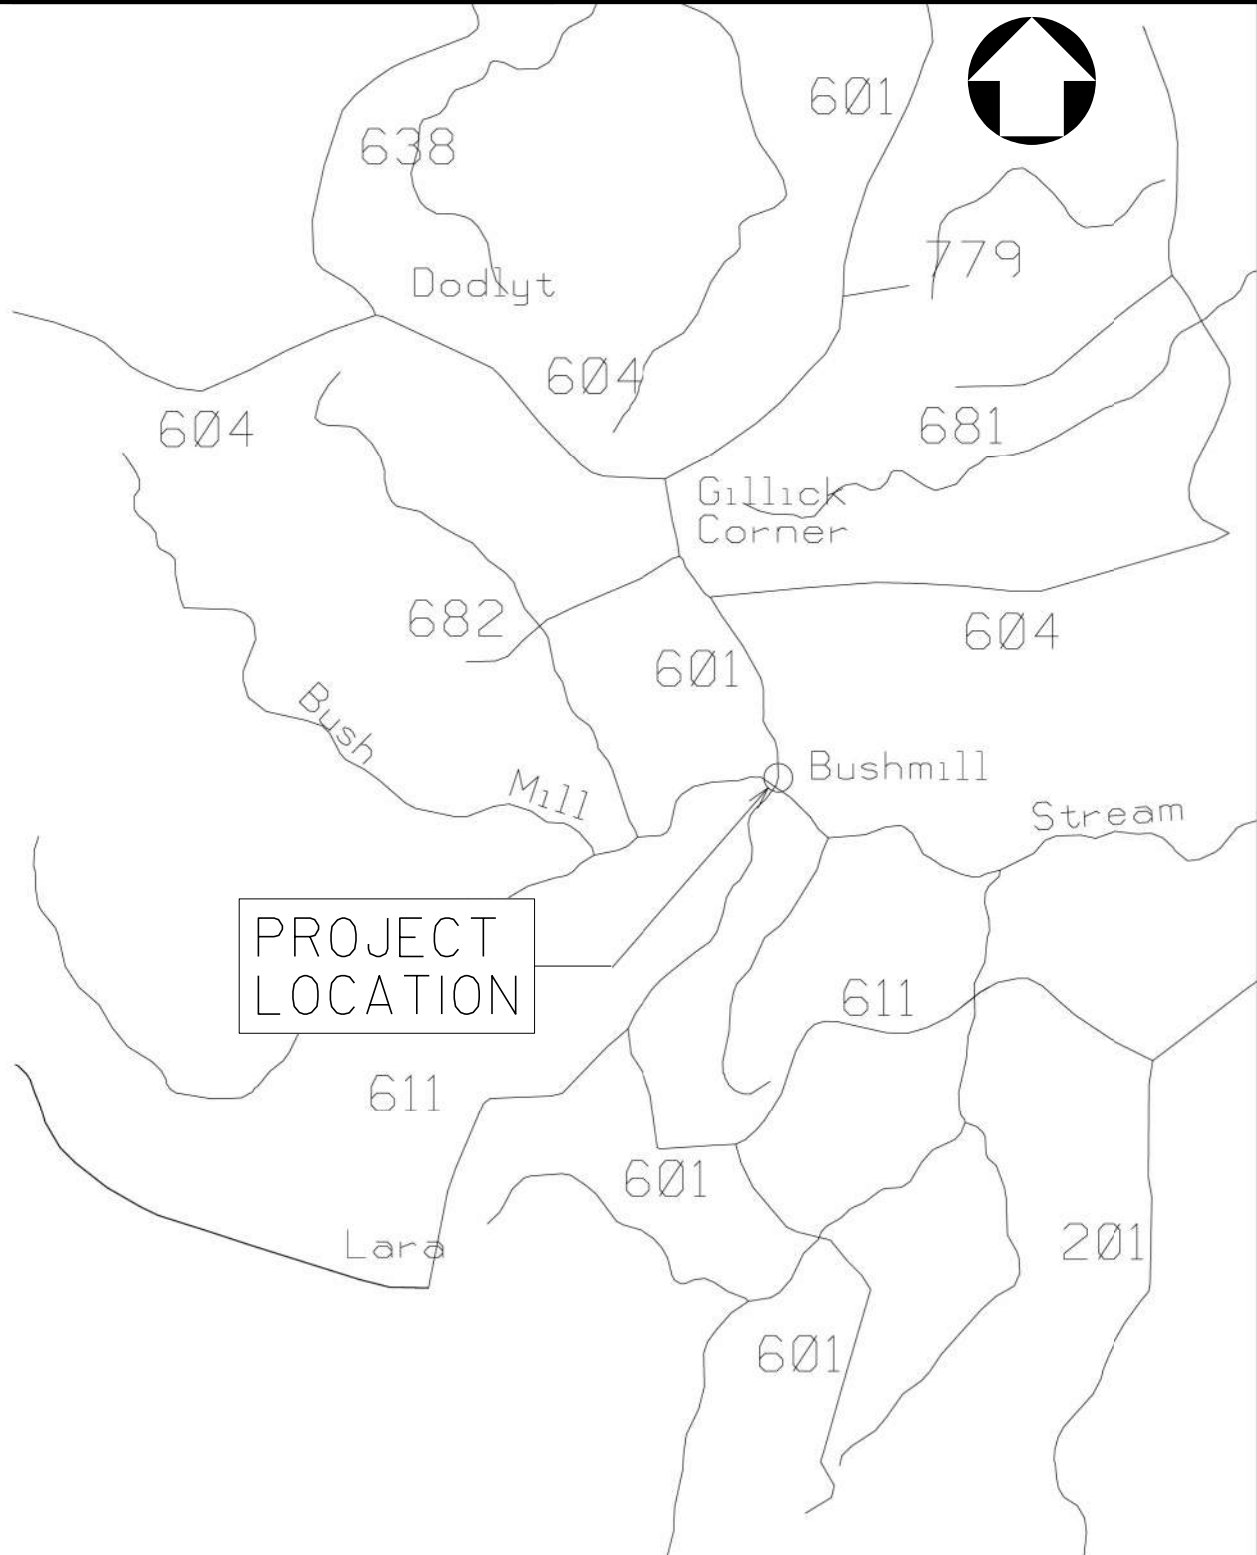 601
638
779
Dodlyt
604
604
681
Gillick
Corner
682
604
601
Bush
Mill
Bushmill
Stream
PROJECT
LOCATION
611
611
601
Lara
201
601